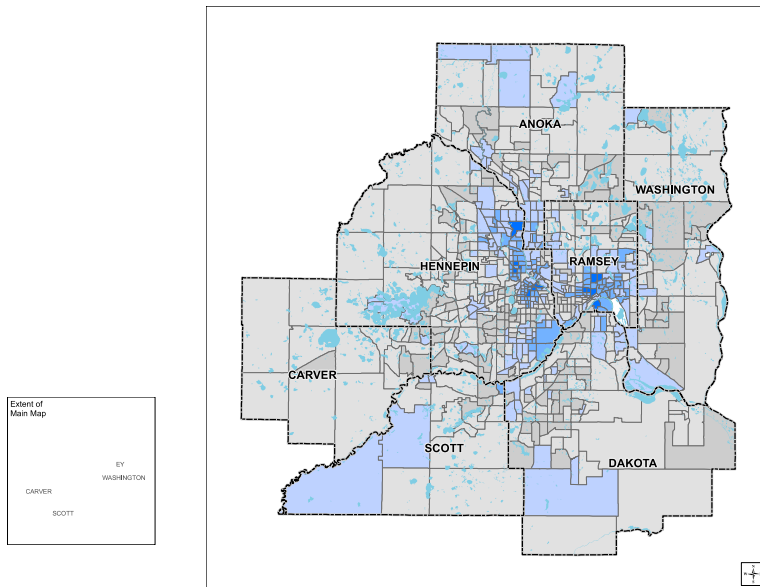 ANOKA
WASHINGTON
HENNEPIN
RAMSEY
CARVER
SCOTT
DAKOTA
Extent of
Main Map
EY
WASHINGTON
CARVER
SCOTT